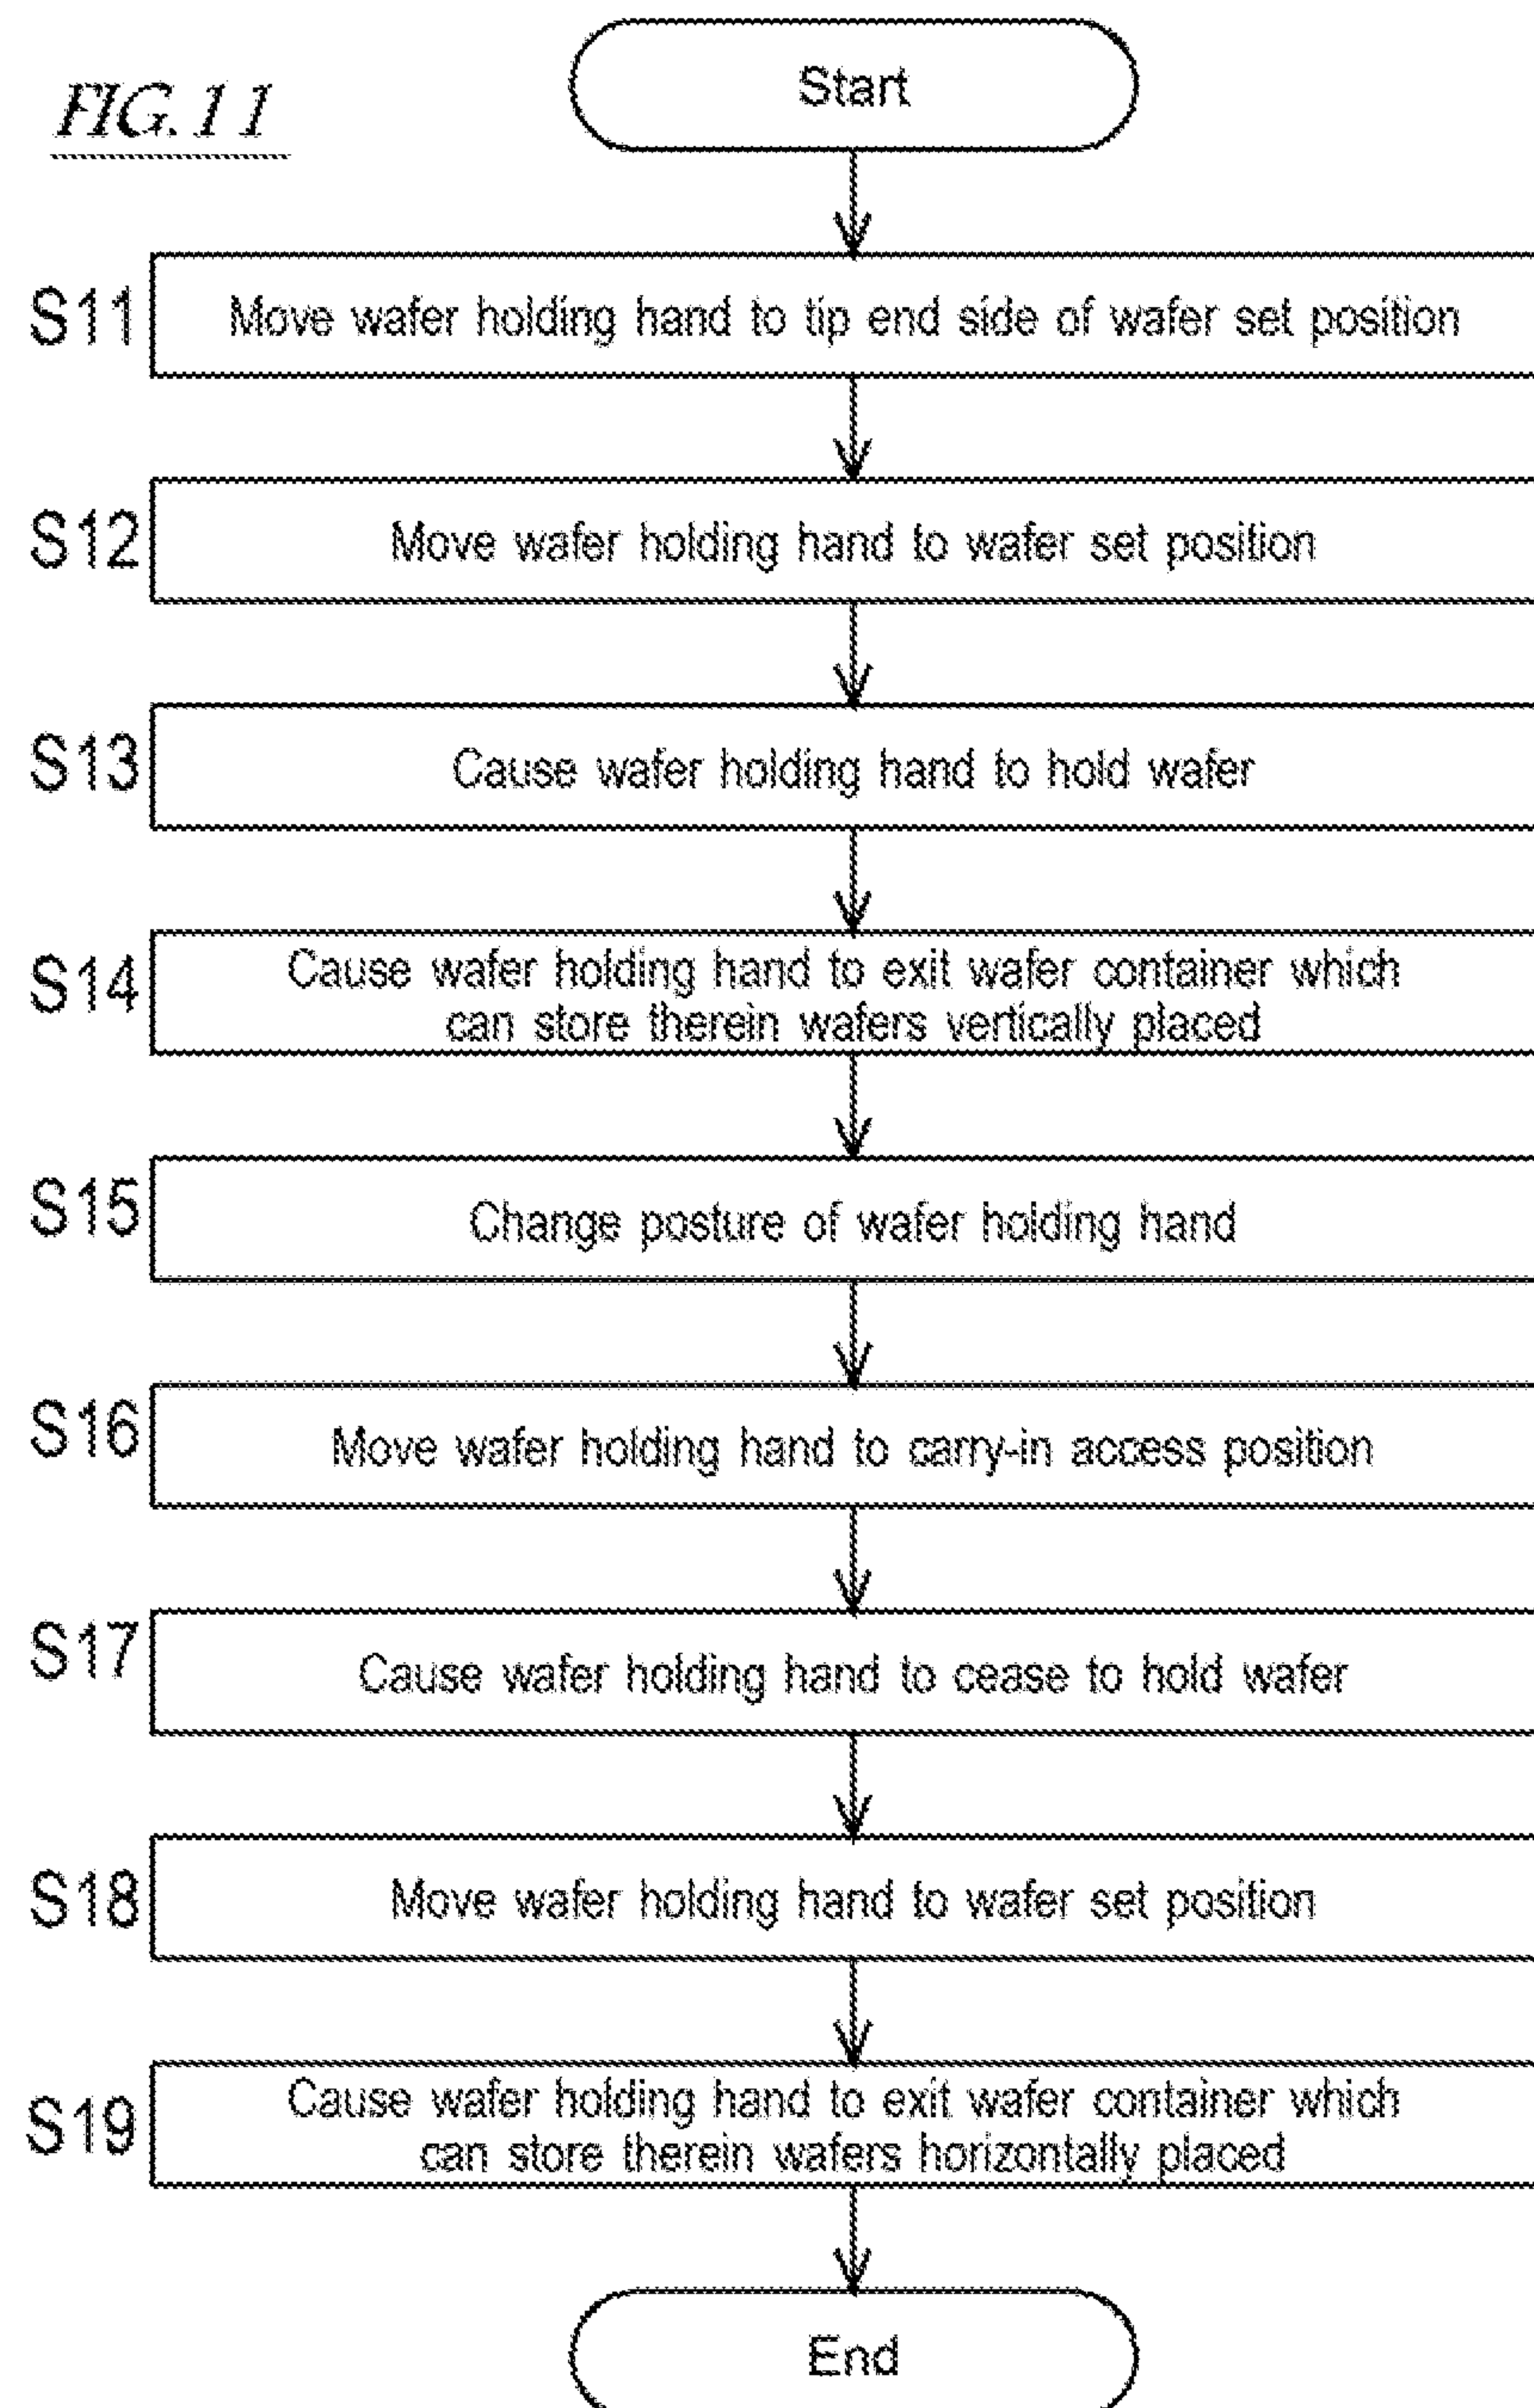 FIG.11
Start
S11
Move wafer holding hand to tip end side of wafer set position
S12
Move wafer holding hand to wafer set position
S13
Cause wafer holding hand to hold wafer
S14
Cause wafer holding hand to exit wafer container which
can store therein wafers vertically placed
S15
Change posture of wafer holding hand
S16
Move wafer holding hand to carry-in access position
S17
Cause wafer holding hand to cease to hold wafer
S18
Move wafer holding hand to wafer set position
S19
Cause wafer holding hand to exit wafer container which
can store therein wafers horizontally placed
End